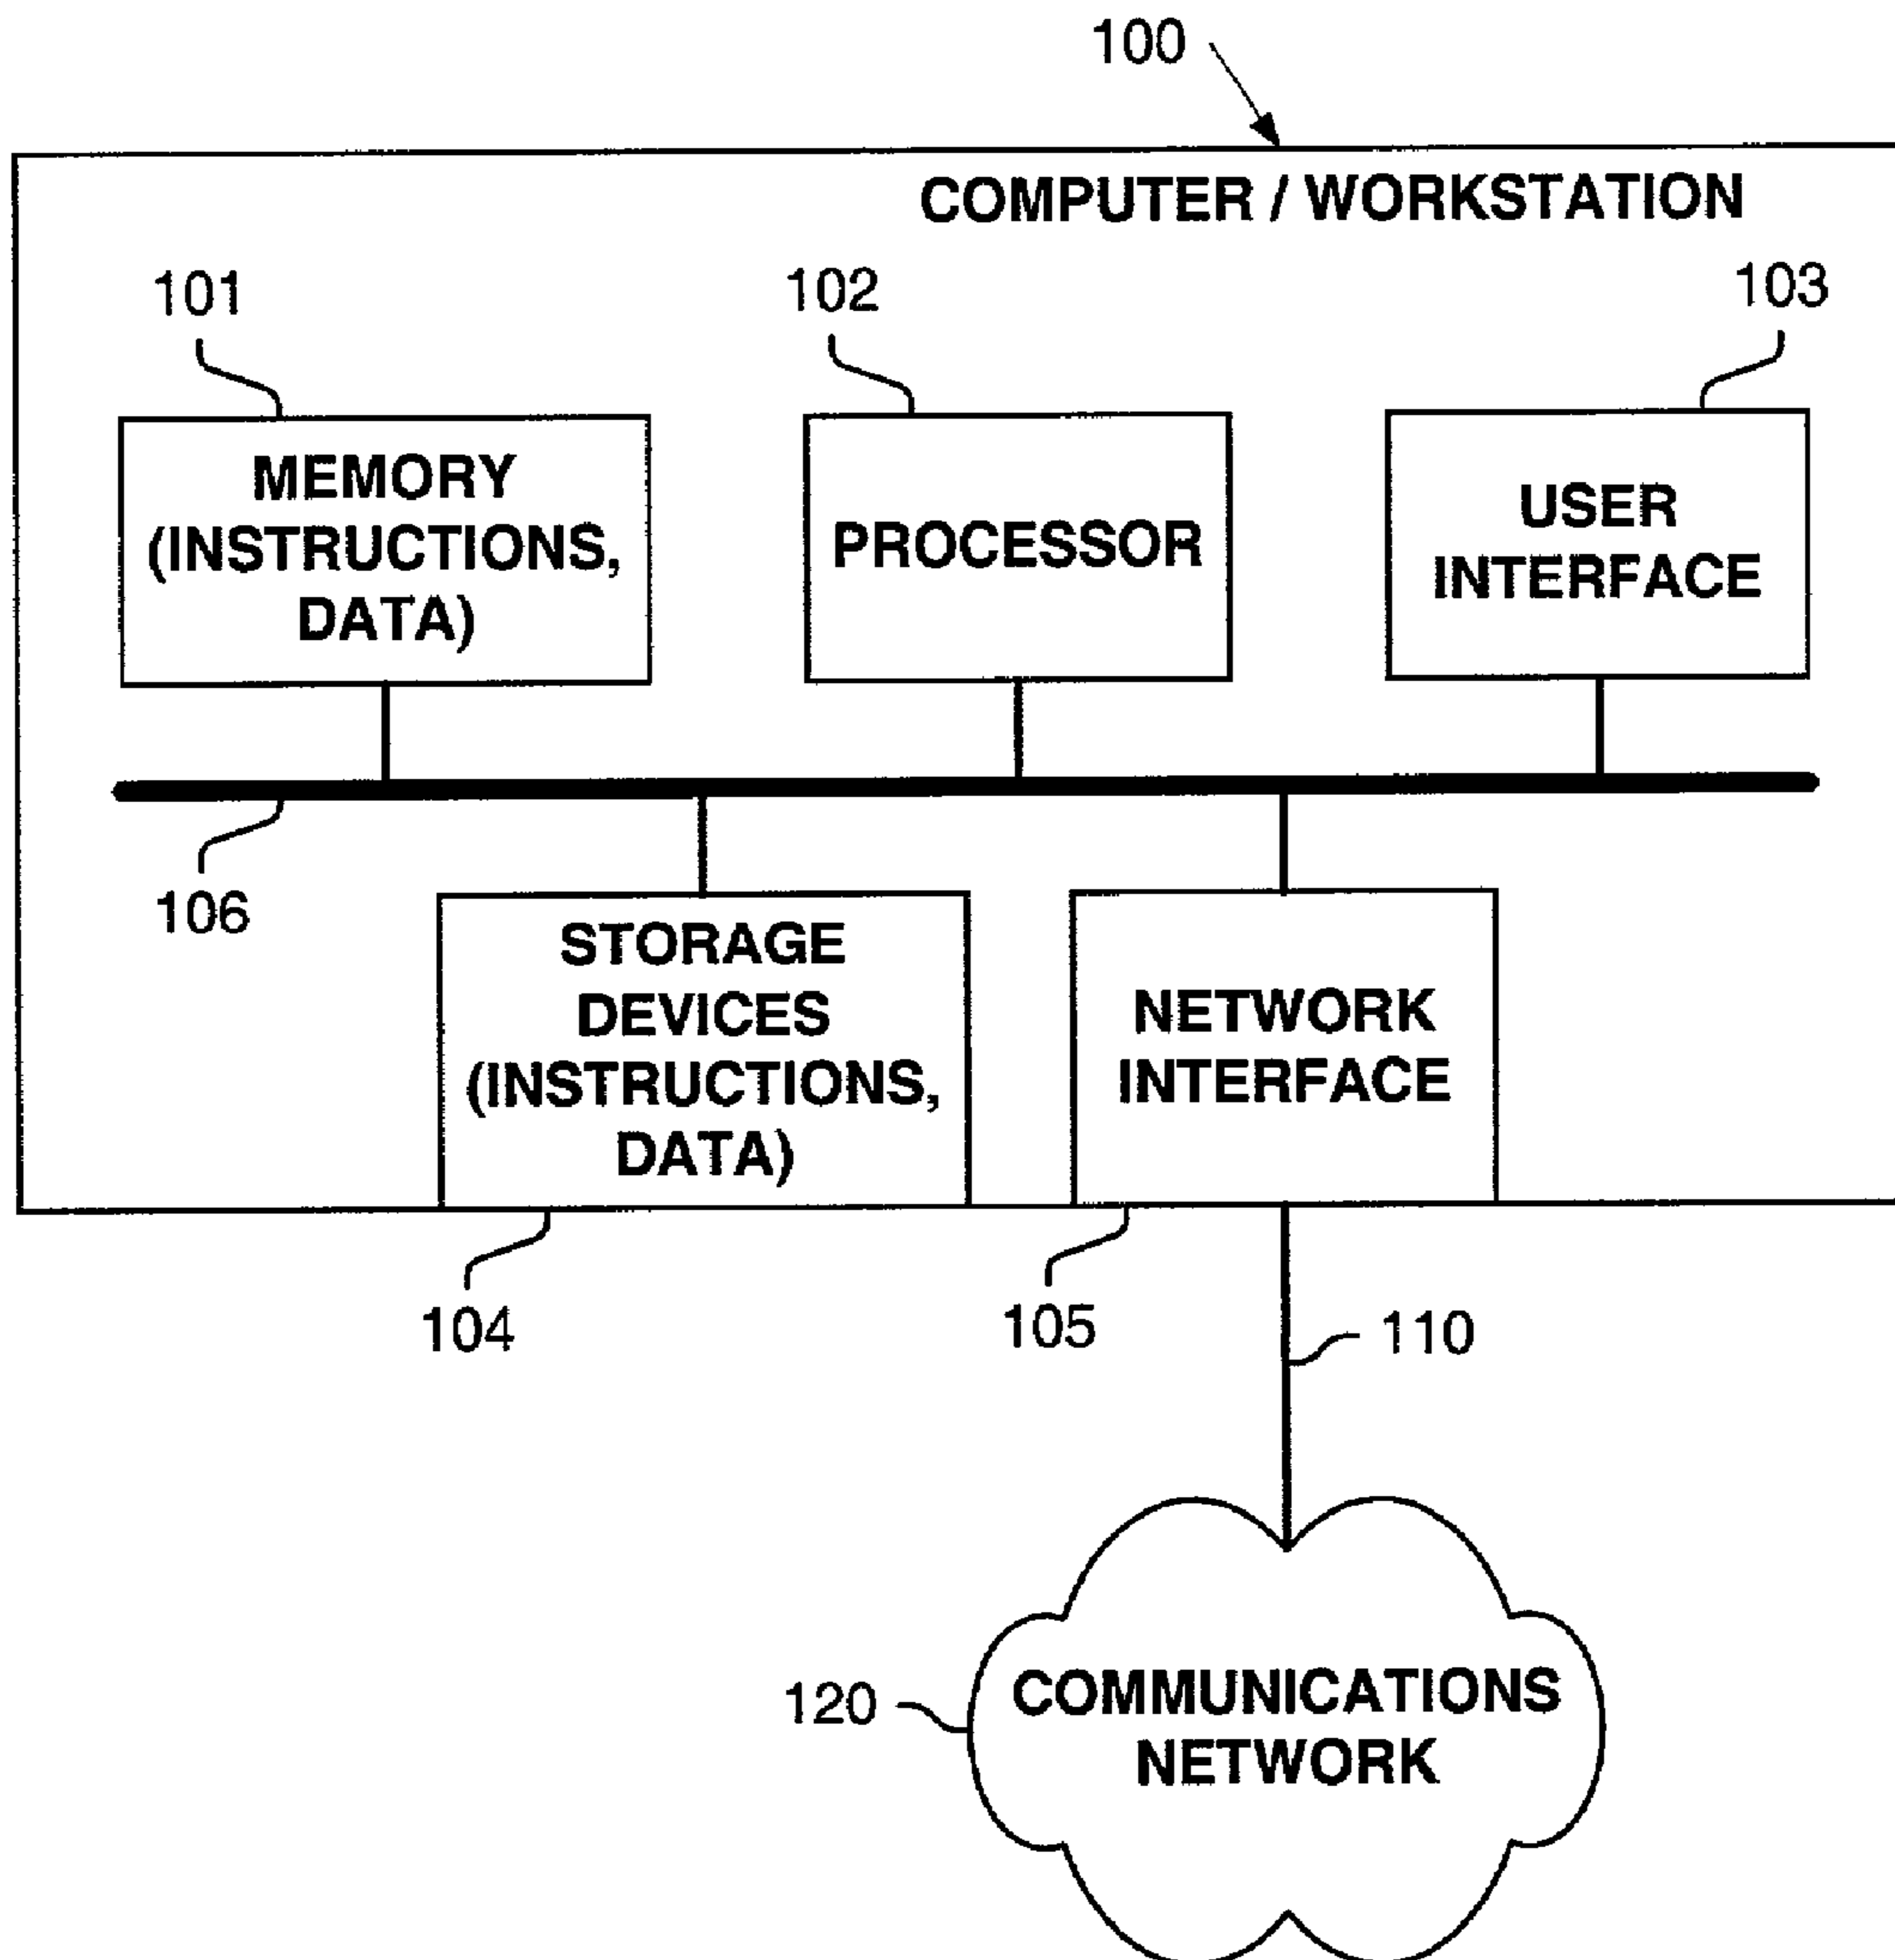 100
COMPUTER / WORKSTATION
101
102
103
MEMORY
(INSTRUCTIONS,
DATA)
PROCESSOR
USER
INTERFACE
106
STORAGE
DEVICES
(INSTRUCTIONS,
DATA)
NETWORK
INTERFACE
104
105
110
120
COMMUNICATIONS
NETWORK